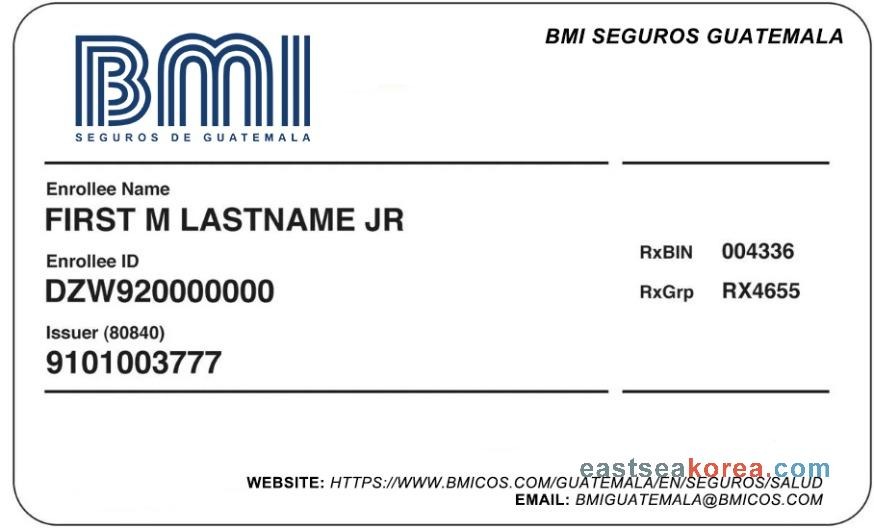 BMI
SEGUROS DE GUATEMALA
BMI SEGUROS GUATEMALA
Enrollee Name
FIRST M LASTNAME JR
Enrollee ID
DZW920000000
Issuer (80840)
9101003777
RxBIN 004336
RxGrp RX4655
eastseakorea.com
WEBSITE: HTTPS://WWW.BMICOS.COM/GUATEMALA/EN/SEGUROS/SALUD
EMAIL: BMIGUATEMALA@BMICOS.COM